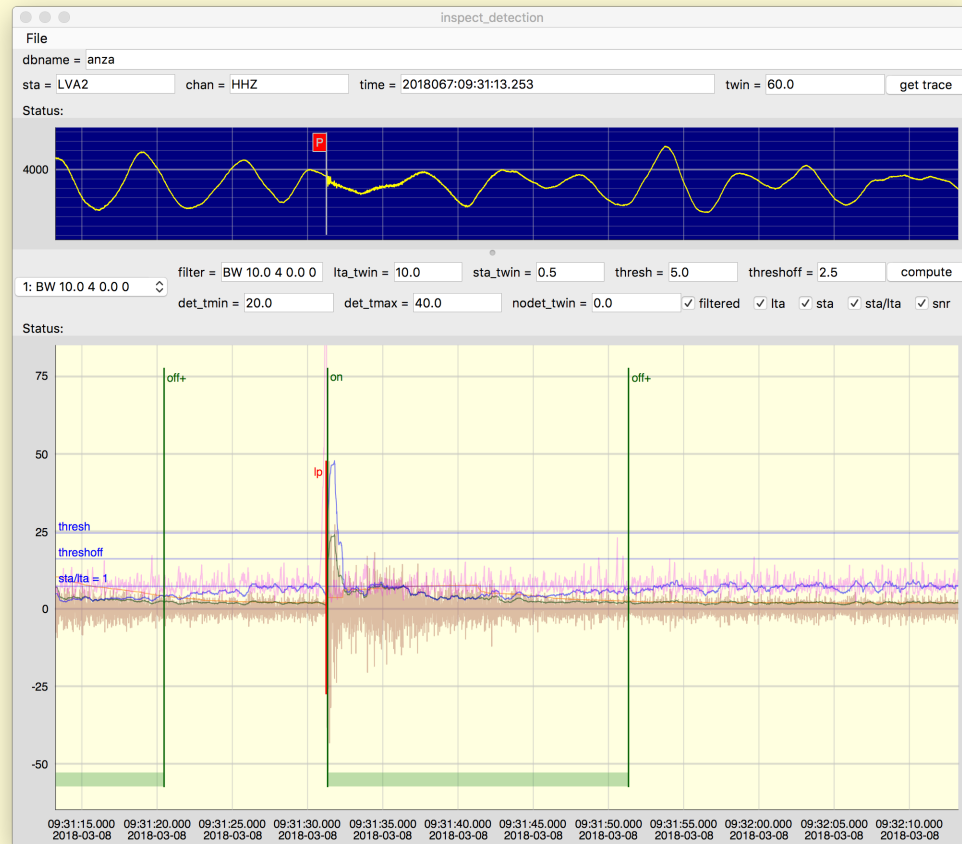 inspect_detection
File
dbname = anza
sta = LVA2 chan = HHZ time = 2018067:09:31:13.253 twin = 60.0 get trace
Status:
P
4000
filter = BW 10.0 4 0.0 0 lta_twin = 10.0 sta_twin = 0.5 thresh = 5.0 threshoff = 2.5 compute
1: BW 10.0 4 0.0 0
det_tmin = 20.0 det_tmax = 40.0 nodet_twin = 0.0 filtered lta sta sta/lta snr
Status:
75
off+ on off+
50
lp
25
thresh
threshoff
sta/lta = 1
0
-25
-50
09:31:15.000 09:31:20.000 09:31:25.000 09:31:30.000 09:31:35.000 09:31:40.000 09:31:45.000 09:31:50.000 09:31:55.000 09:32:00.000 09:32:05.000 09:32:10.000
2018-03-08 2018-03-08 2018-03-08 2018-03-08 2018-03-08 2018-03-08 2018-03-08 2018-03-08 2018-03-08 2018-03-08 2018-03-08 2018-03-08